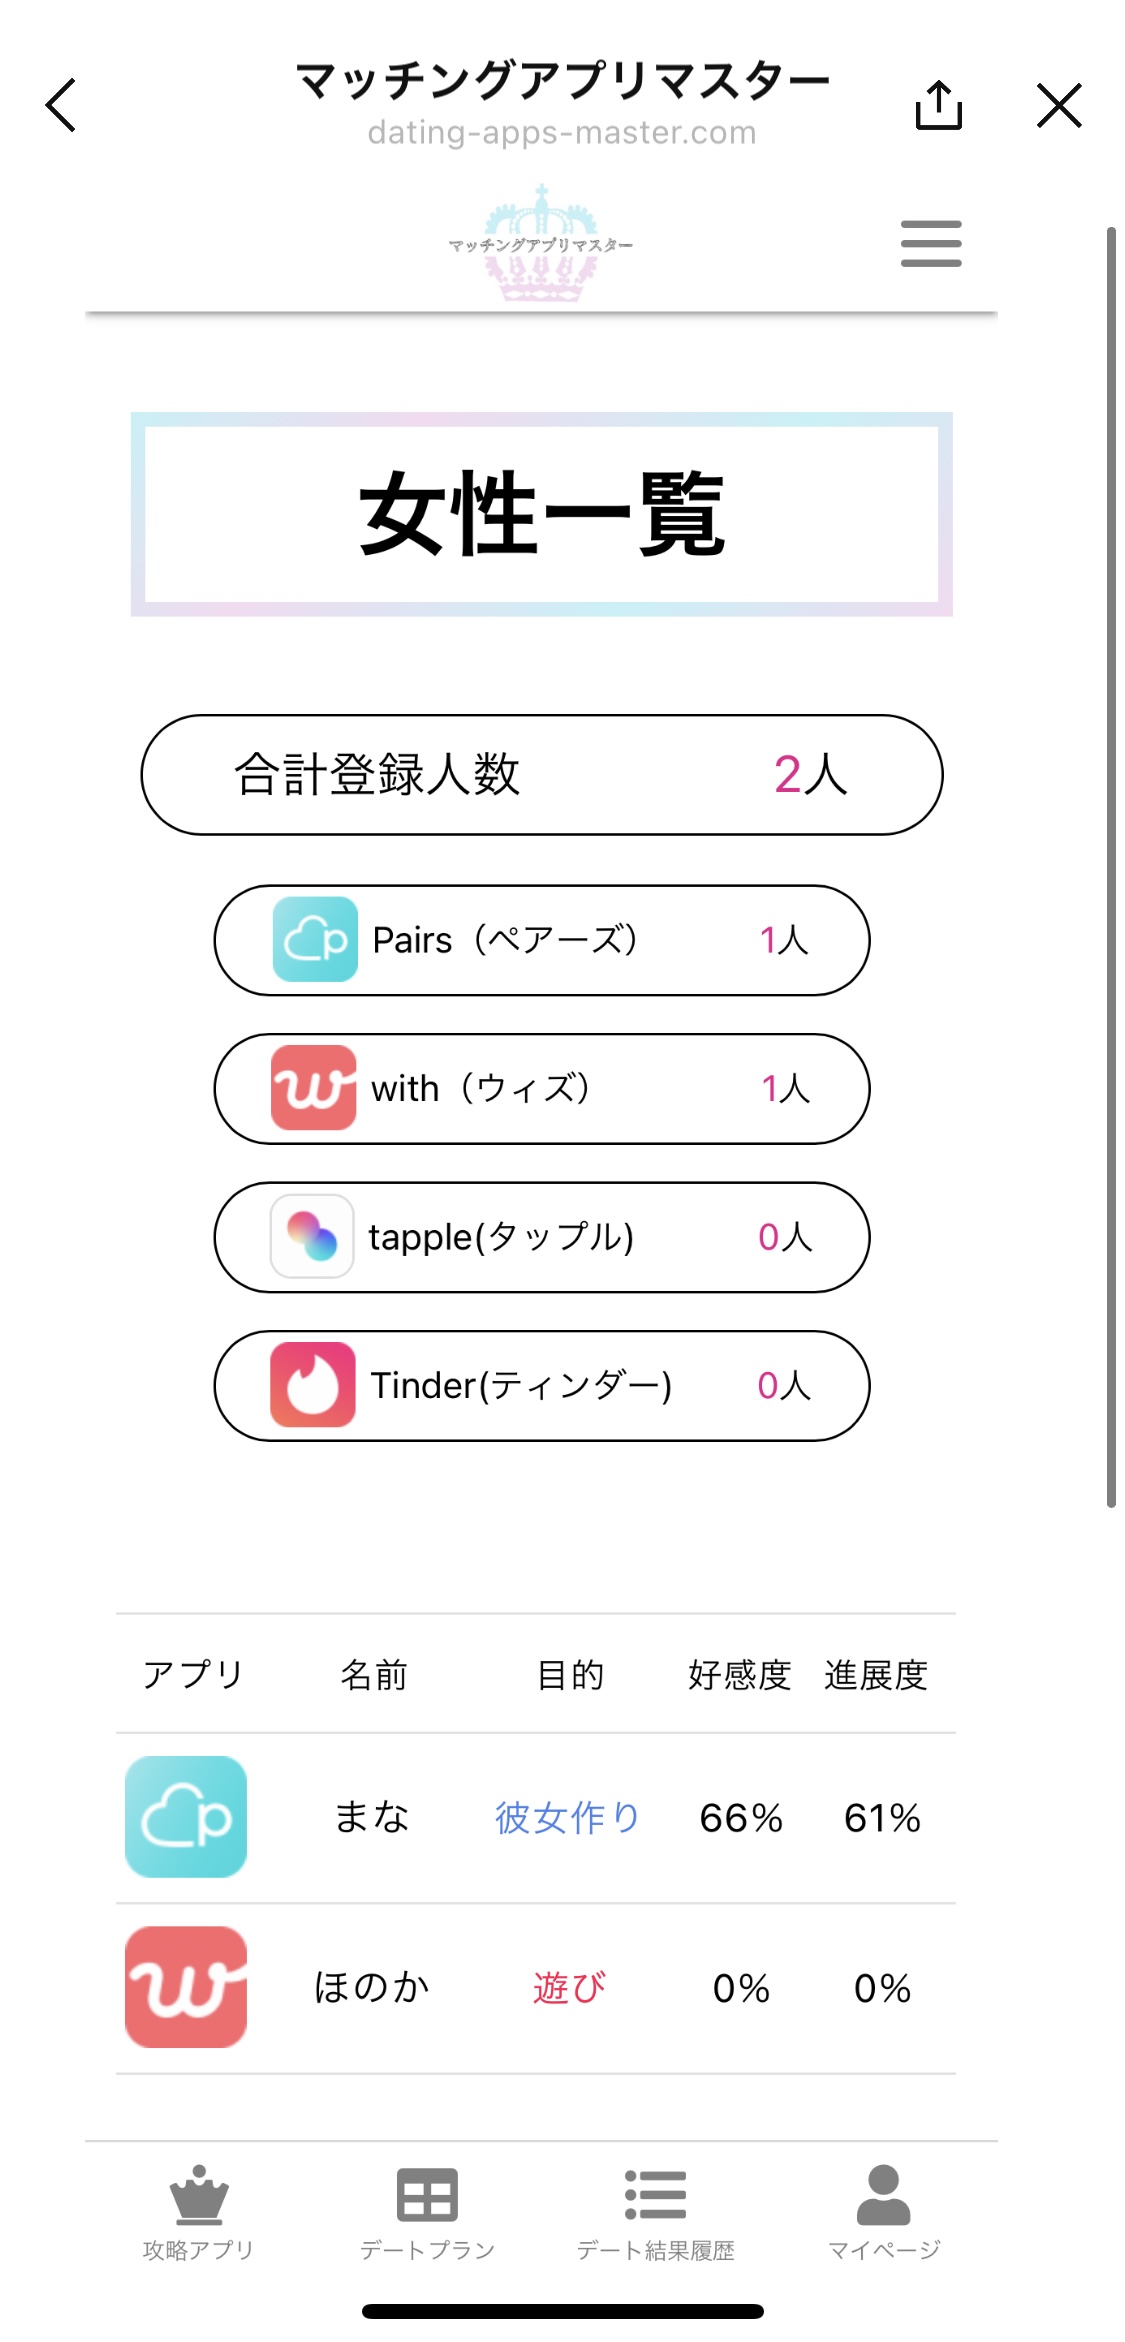 マッチングアプリマスター
dating-apps-master.com
マッチングアプリマスター
女性一覧
合計登録人数 2人
Pairs（ペアーズ） 1人
with（ウィズ） 1人
tapple(タップル) 0人
Tinder(ティンダー) 0人
アプリ 名前 目的 好感度 進展度
まな 彼女作り 66% 61%
ほのか 遊び 0% 0%
攻略アプリ デートプラン デート結果履歴 マイページ